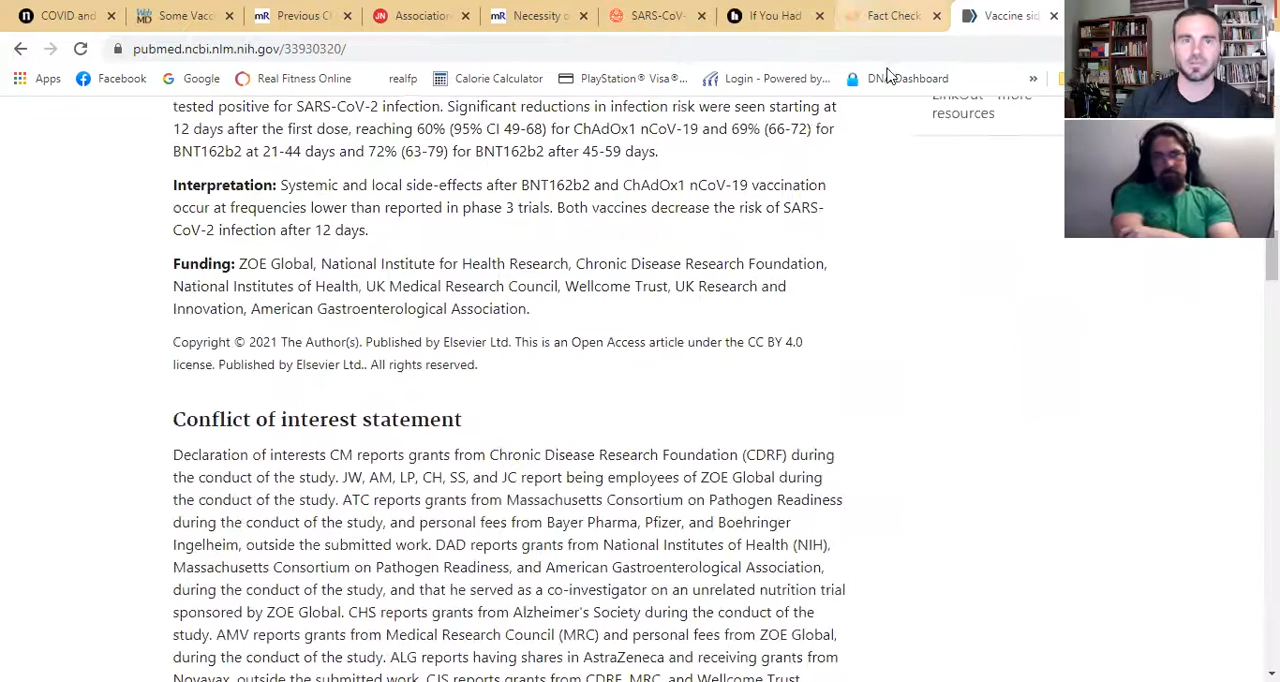 COVID and
Some Vacc
Previous C
Association
Necessity o
SARS-CoV-
If You Had
Fact Check
Vaccine sid
pubmed.ncbi.nlm.nih.gov/33930320/
Apps
Facebook
Google
Real Fitness Online
realfp
Calorie Calculator
PlayStation® Visa®...
Login - Powered by...
DNA Dashboard
»
tested positive for SARS-CoV-2 infection. Significant reductions in infection risk were seen starting at
12 days after the first dose, reaching 60% (95% CI 49-68) for ChAdOx1 nCoV-19 and 69% (66-72) for
BNT162b2 at 21-44 days and 72% (63-79) for BNT162b2 after 45-59 days.
Interpretation: Systemic and local side-effects after BNT162b2 and ChAdOx1 nCoV-19 vaccination
occur at frequencies lower than reported in phase 3 trials. Both vaccines decrease the risk of SARS-
CoV-2 infection after 12 days.
Funding: ZOE Global, National Institute for Health Research, Chronic Disease Research Foundation,
National Institutes of Health, UK Medical Research Council, Wellcome Trust, UK Research and
Innovation, American Gastroenterological Association.
Copyright © 2021 The Author(s). Published by Elsevier Ltd. This is an Open Access article under the CC BY 4.0
license. Published by Elsevier Ltd.. All rights reserved.
Conflict of interest statement
Declaration of interests CM reports grants from Chronic Disease Research Foundation (CDRF) during
the conduct of the study. JW, AM, LP, CH, SS, and JC report being employees of ZOE Global during
the conduct of the study. ATC reports grants from Massachusetts Consortium on Pathogen Readiness
during the conduct of the study, and personal fees from Bayer Pharma, Pfizer, and Boehringer
Ingelheim, outside the submitted work. DAD reports grants from National Institutes of Health (NIH),
Massachusetts Consortium on Pathogen Readiness, and American Gastroenterological Association,
during the conduct of the study, and that he served as a co-investigator on an unrelated nutrition trial
sponsored by ZOE Global. CHS reports grants from Alzheimer's Society during the conduct of the
study. AMV reports grants from Medical Research Council (MRC) and personal fees from ZOE Global,
during the conduct of the study. ALG reports having shares in AstraZeneca and receiving grants from
Novavax, outside the submitted work. CJS reports grants from CDRF, MRC, and Wellcome Trust
LinkOut - more
resources